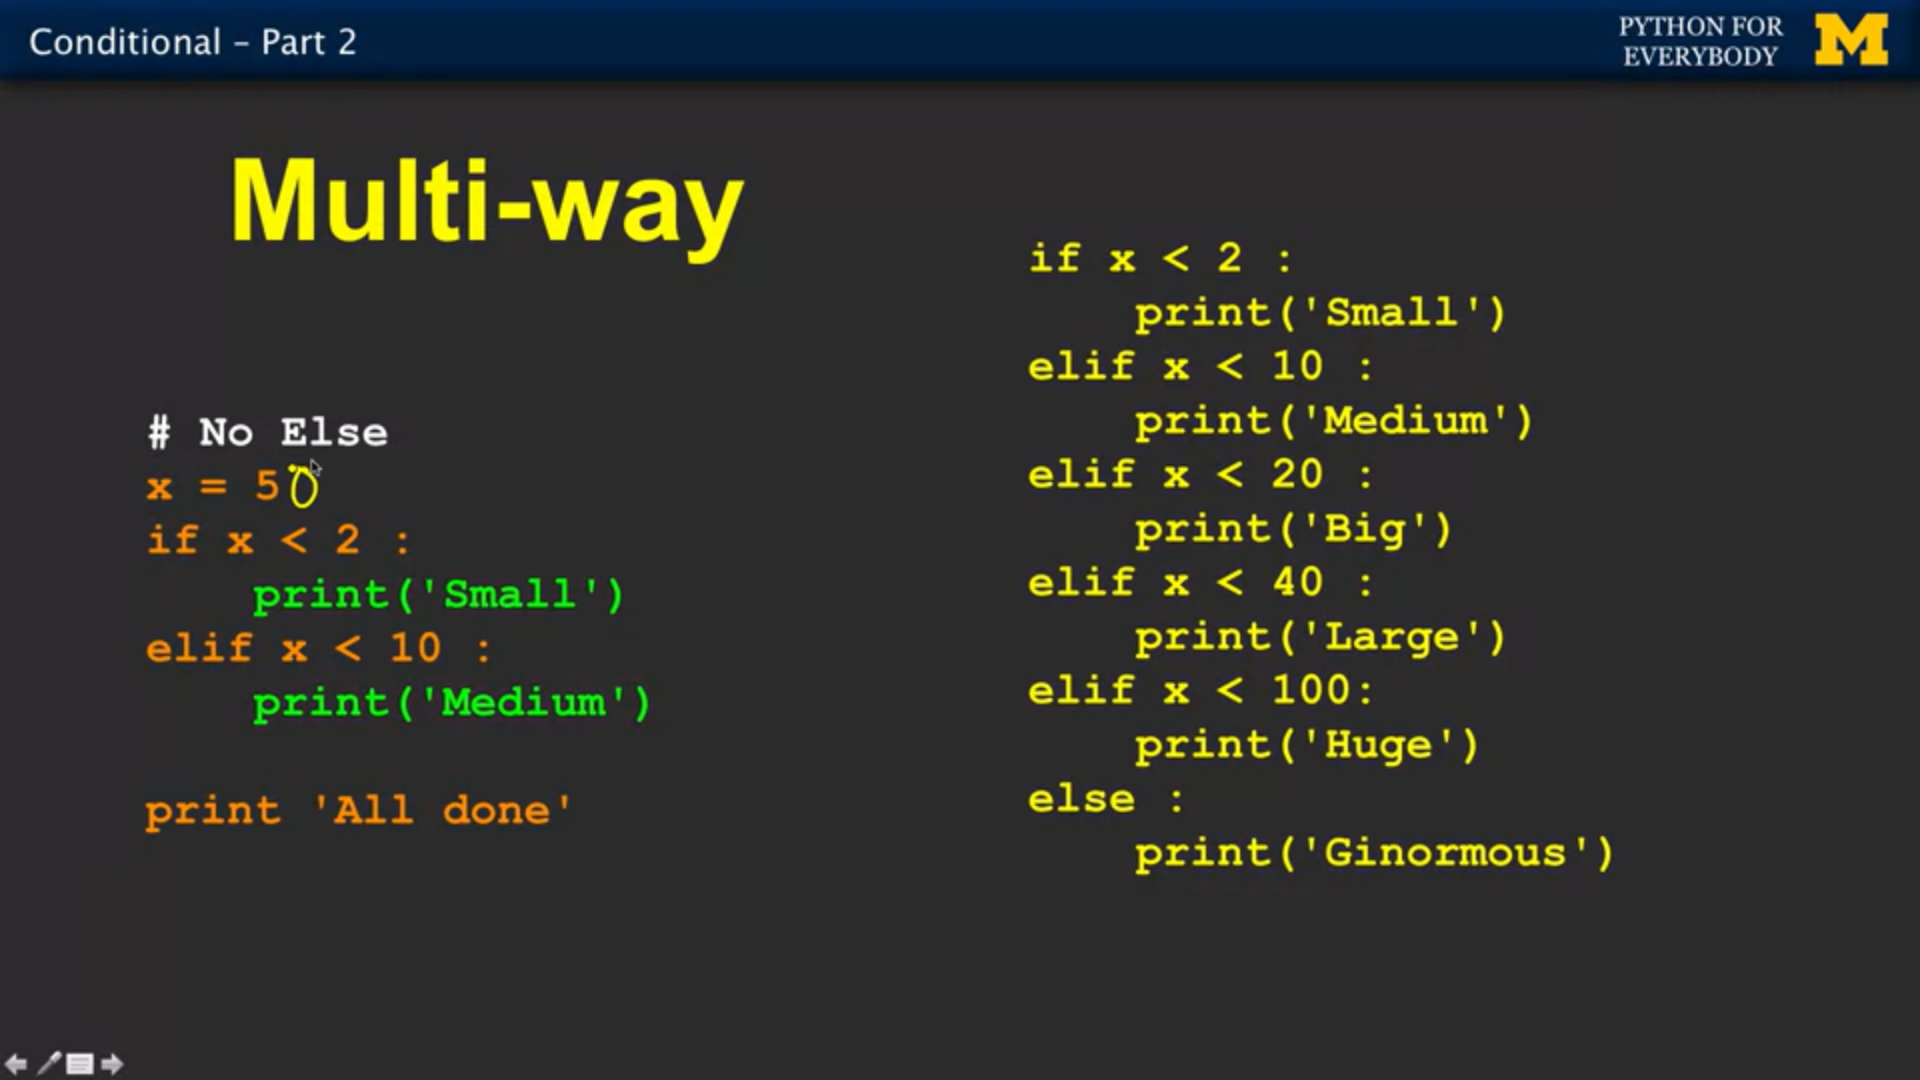 Conditional – Part 2
PYTHON FOR
EVERYBODY
M
Multi-way
# No Else
x = 50
if x < 2 :
    print('Small')
elif x < 10 :
    print('Medium')
print 'All done'
if x < 2 :
    print('Small')
elif x < 10 :
    print('Medium')
elif x < 20 :
    print('Big')
elif x < 40 :
    print('Large')
elif x < 100:
    print('Huge')
else :
    print('Ginormous')